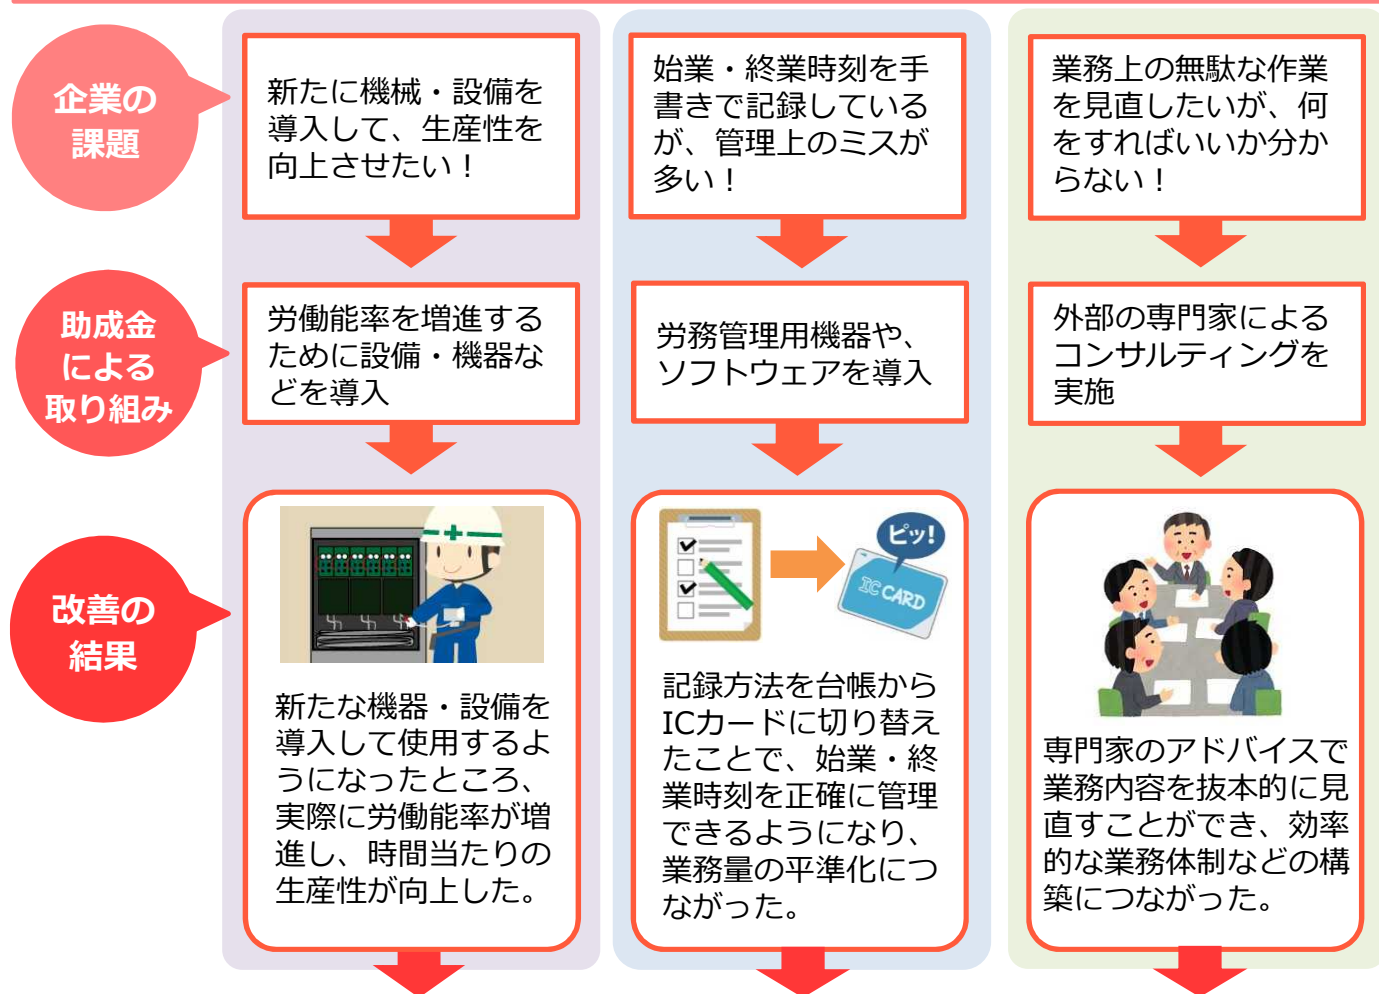 企業の
課題
新たに機械・設備を
導入して、生産性を
向上させたい！
始業・終業時刻を手
書きで記録している
が、管理上のミスが
多い！
業務上の無駄な作業
を見直したいが、何
をすればいいか分か
らない！
助成金
による
取り組み
労働能率を増進する
ために設備・機器な
どを導入
労務管理用機器や、
ソフトウェアを導入
外部の専門家による
コンサルティングを
実施
改善の
結果
新たな機器・設備を
導入して使用するよ
うになったところ、
実際に労働能率が増
進し、時間当たりの
生産性が向上した。
ピッ!
IC CARD
記録方法を台帳から
ICカードに切り替え
たことで、始業・終
業時刻を正確に管理
できるようになり、
業務量の平準化につ
ながった。
専門家のアドバイスで
業務内容を抜本的に見
直すことができ、効率
的な業務体制などの構
築につながった。